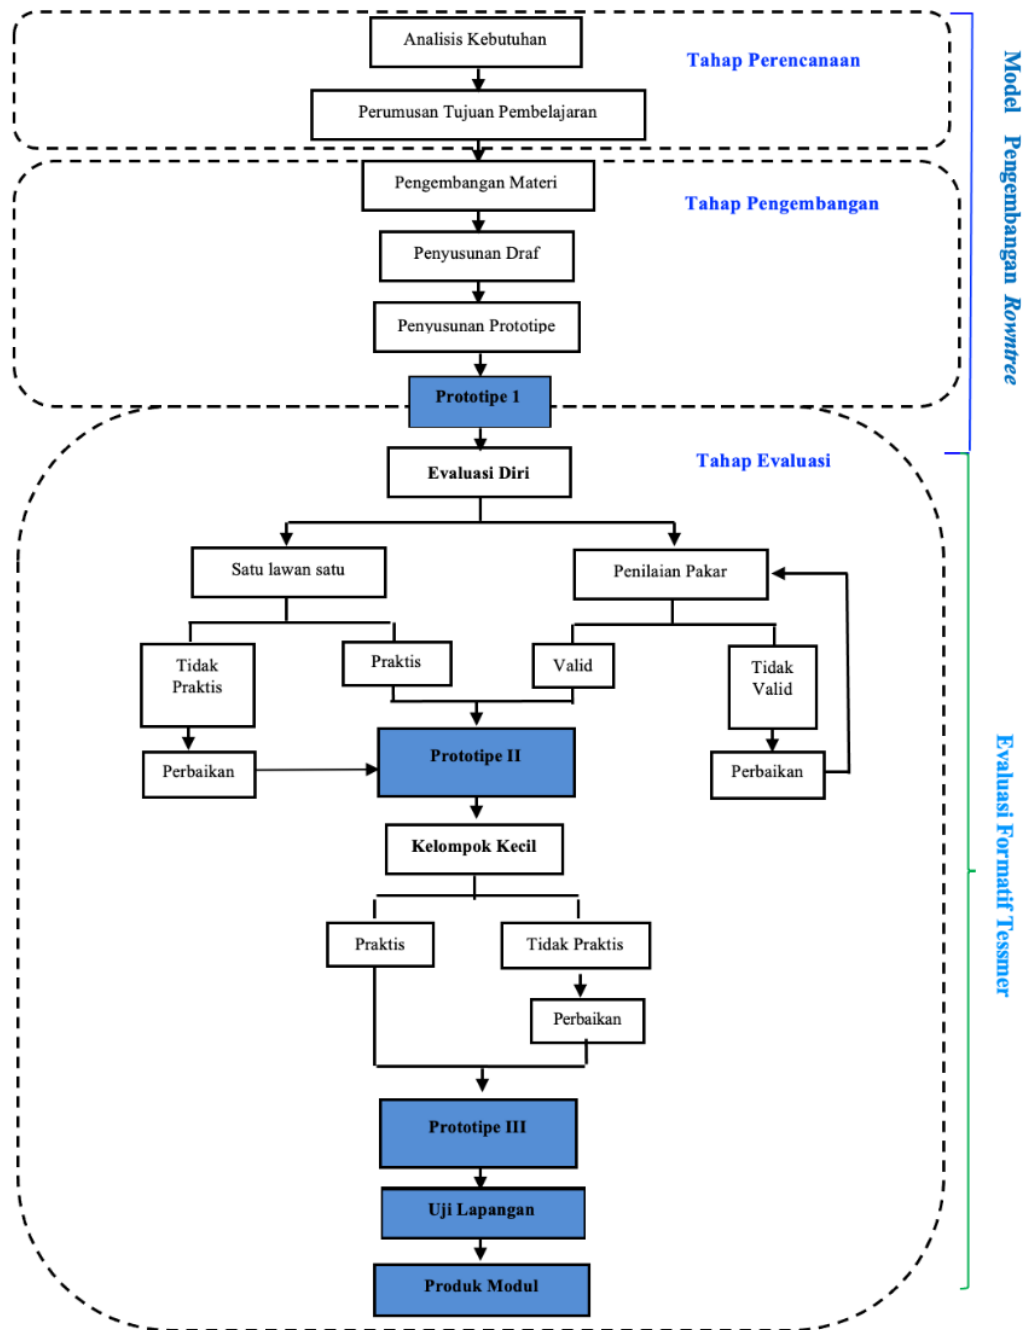 Analisis Kebutuhan
Tahap Perencanaan
Perumusan Tujuan Pembelajaran
Pengembangan Materi
Tahap Pengembangan
Penyusunan Draf
Penyusunan Prototipe
Prototipe 1
Model Pengembangan Rowntree
Evaluasi Diri
Tahap Evaluasi
Satu lawan satu
Penilaian Pakar
Tidak
Praktis
Praktis
Valid
Tidak
Valid
Perbaikan
Prototipe II
Perbaikan
Kelompok Kecil
Praktis
Tidak Praktis
Perbaikan
Prototipe III
Uji Lapangan
Produk Modul
Evaluasi Formatif Tessmer